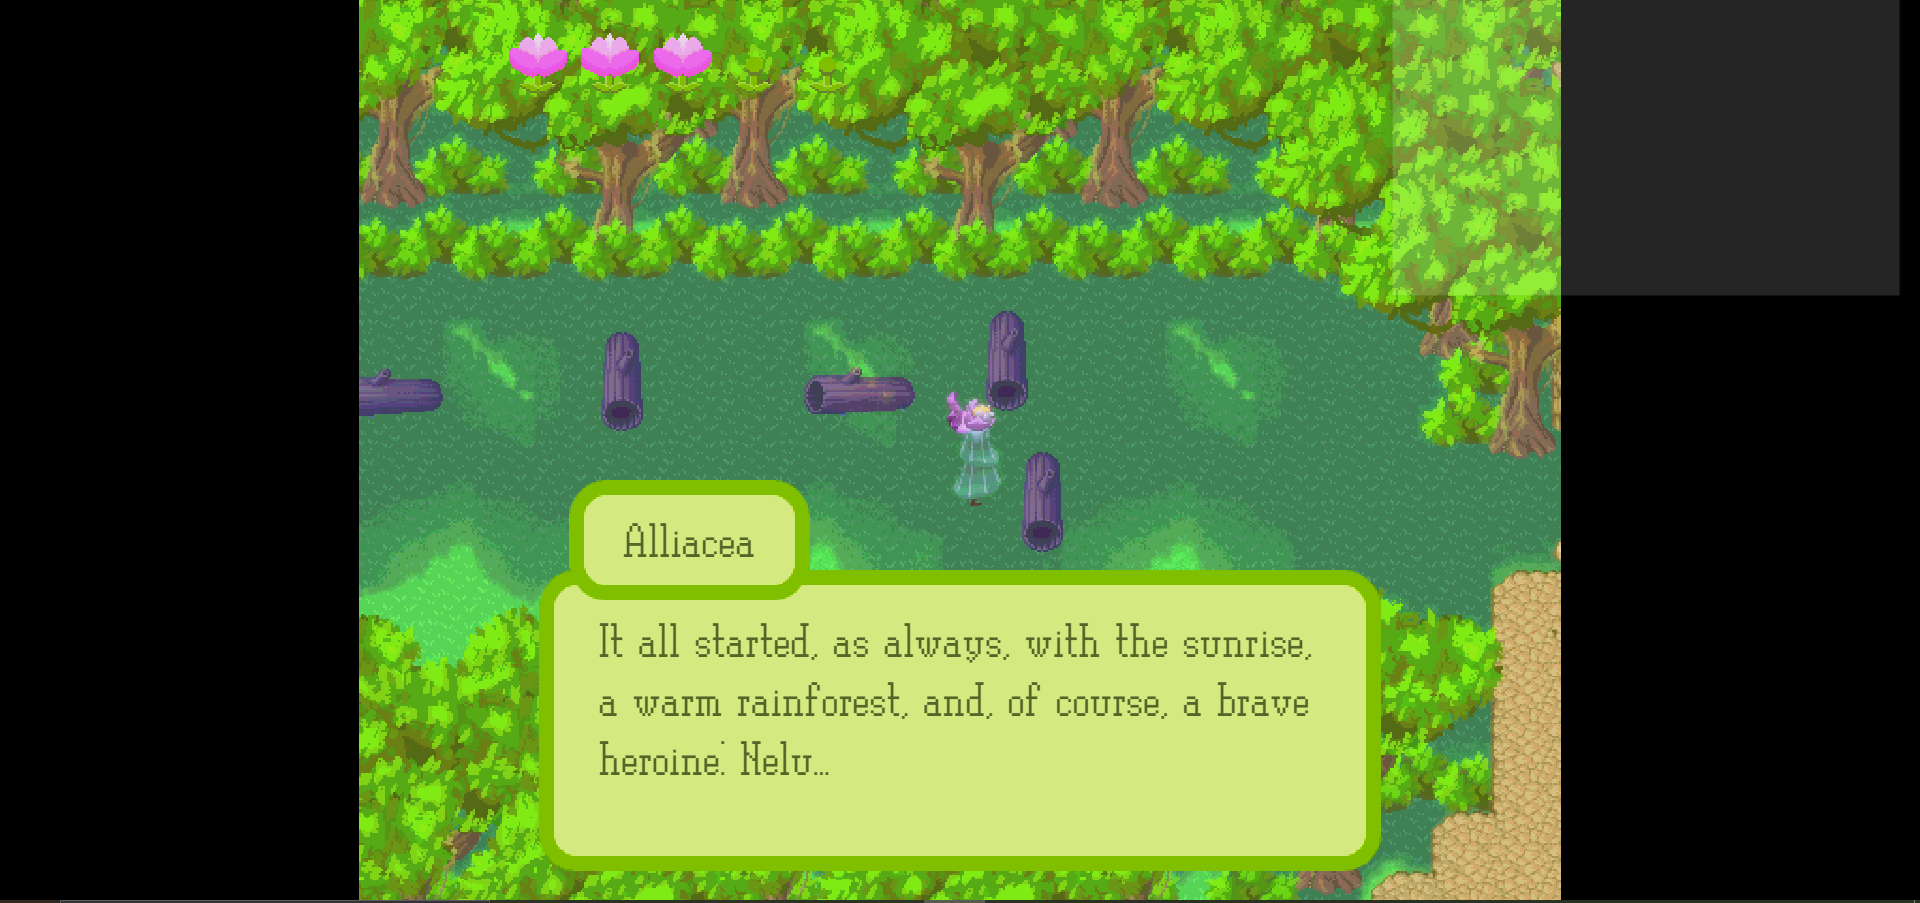 Alliacea
It all started, as always, with the sunrise,
a warm rainforest, and, of course, a brave
heroine: Nelu...